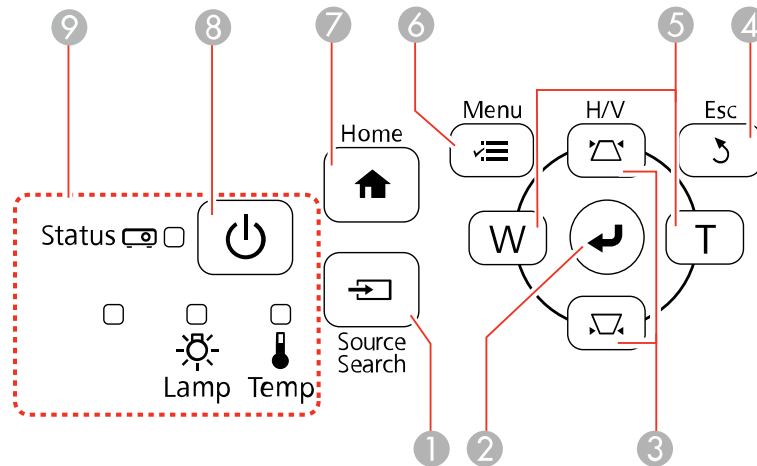 9 8 7 6 5 4
Menu H/V Esc
Home
Status W T
Source
Search
Lamp Temp
1 2 3